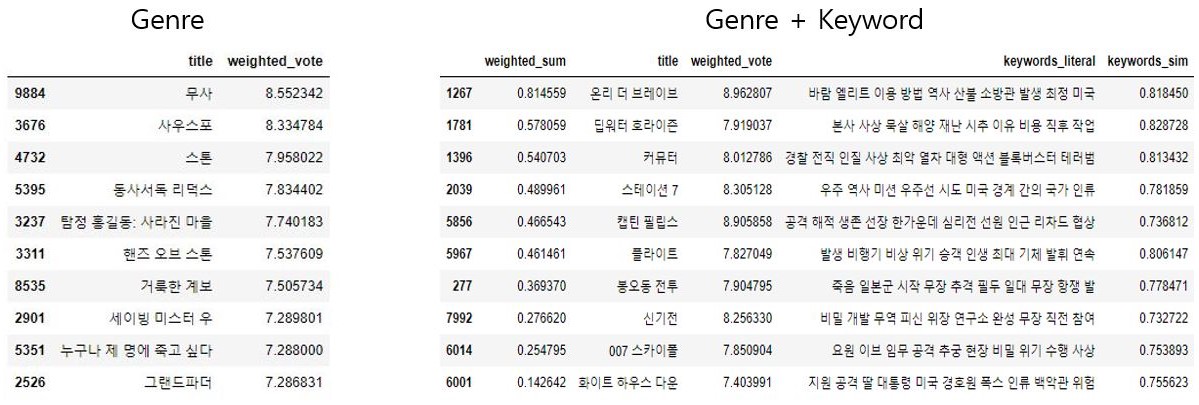 Genre
title weighted_vote
9884 무사 8.552342
3676 사우스포 8.334784
4732 스톤 7.958022
5395 동사서독 리덕스 7.834402
3237 탐정 홍길동: 사라진 마을 7.740183
3311 핸즈 오브 스톤 7.537609
8535 거룩한 계보 7.505734
2901 세이빙 미스터 우 7.289801
5351 누구나 제 명에 죽고 싶다 7.288000
2526 그랜드파더 7.286831
Genre + Keyword
weighted_sum title weighted_vote keywords_literal keywords_sim
1267 0.814559 온리 더 브레이브 8.962807 바람 엘리트 이용 방법 역사 산불 소방관 발생 최정 미국 0.818450
1781 0.578059 딥워터 호라이즌 7.919037 본사 사상 묵살 해양 재난 시추 이유 비용 직후 작업 0.828728
1396 0.540703 커뮤터 8.012786 경찰 전직 인질 사상 최악 열차 대형 액션 블록버스터 테러범 0.813432
2039 0.489961 스테이션 7 8.305128 우주 역사 미션 우주선 시도 미국 경계 간의 국가 인류 0.781859
5856 0.466543 캡틴 필립스 8.905858 공격 해적 생존 선장 한가운데 심리전 선원 인근 리차드 협상 0.736812
5967 0.461461 플라이트 7.827049 발생 비행기 비상 위기 승객 인생 최대 기체 발휘 연속 0.806147
277 0.369370 봉오동 전투 7.904795 죽음 일본군 시작 무장 추격 필두 일대 무장 항쟁 발 0.778471
7992 0.276620 신기전 8.256330 비밀 개발 무역 피신 위장 연구소 완성 무장 직전 참여 0.732722
6014 0.254795 007 스카이폴 7.850904 요원 이브 임무 공격 추궁 현장 비밀 위기 수행 사상 0.753893
6001 0.142642 화이트 하우스 다운 7.403991 지원 공격 딸 대통령 미국 경호원 폭스 인류 백악관 위험 0.755623